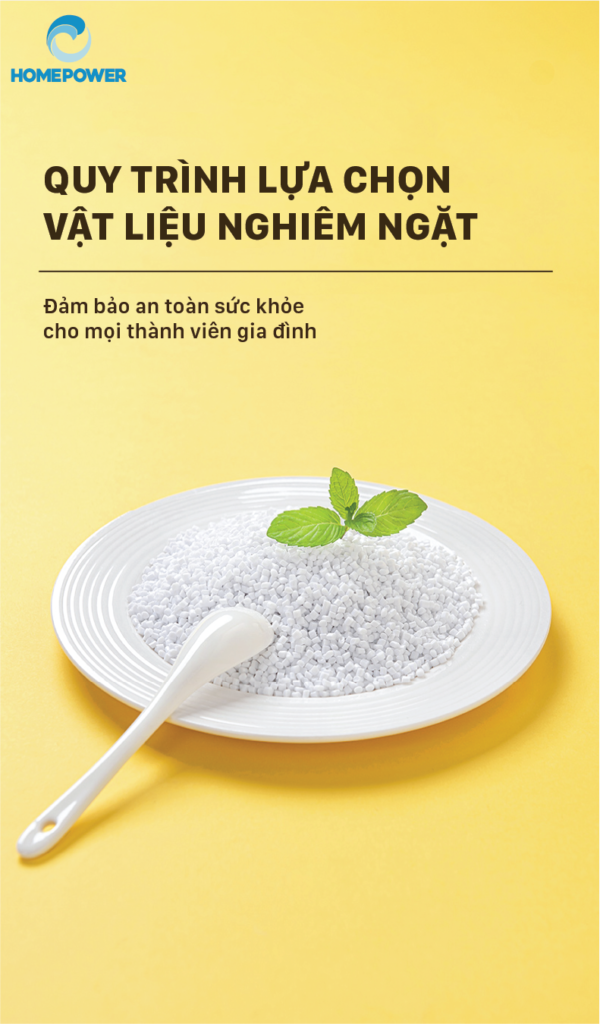 HOMEPOWER
QUY TRÌNH LỰA CHỌN
VẬT LIỆU NGHIÊM NGẶT
Đảm bảo an toàn sức khỏe
cho mọi thành viên gia đình